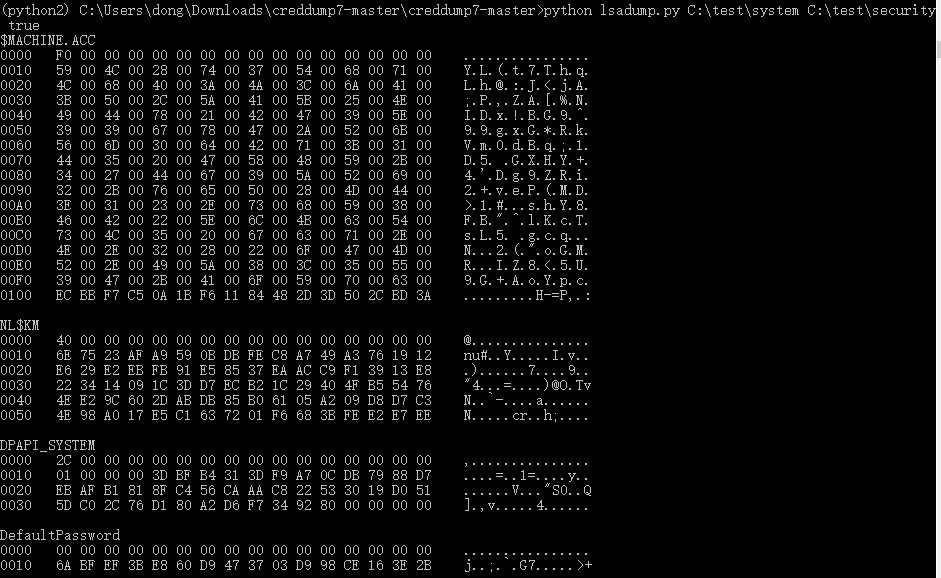 (python2) C:\Users\dong\Downloads\creddump7-master\creddump7-master>python lsadump.py C:\test\system C:\test\security
true
$MACHINE.ACC
0000 F0 00 00 00 00 00 00 00 00 00 00 00 00 00 00 00 ................
0010 59 00 4C 00 28 00 74 00 37 00 54 00 68 00 71 00 Y.L.(.t.7.T.h.q.
0020 4C 00 68 00 40 00 3A 00 4A 00 3C 00 6A 00 41 00 L.h.@.:.J.<.j.A.
0030 3B 00 50 00 2C 00 5A 00 41 00 5B 00 25 00 4E 00 ;.P.,.Z.A.[.%.N.
0040 49 00 44 00 78 00 21 00 42 00 47 00 39 00 5E 00 I.D.x.!.B.G.9.^.
0050 39 00 39 00 67 00 78 00 47 00 2A 00 52 00 6B 00 9.9.g.x.G.*.R.k.
0060 56 00 6D 00 30 00 64 00 42 00 71 00 3B 00 31 00 V.m.0.d.B.q.;.1.
0070 44 00 35 00 20 00 47 00 58 00 48 00 59 00 2B 00 D.5. .G.X.H.Y.+.
0080 34 00 27 00 44 00 67 00 39 00 5A 00 52 00 69 00 4.'.D.g.9.Z.R.i.
0090 32 00 2B 00 76 00 65 00 50 00 28 00 4D 00 44 00 2.+.v.e.P.(.M.D.
00A0 3E 00 31 00 23 00 2E 00 73 00 68 00 59 00 38 00 >.1.#...s.h.Y.8.
00B0 46 00 42 00 22 00 5E 00 6C 00 4B 00 63 00 54 00 F.B.".^.l.K.c.T.
00C0 73 00 4C 00 35 00 20 00 67 00 63 00 71 00 2E 00 s.L.5. .g.c.q...
00D0 4E 00 2E 00 32 00 28 00 22 00 6F 00 47 00 4D 00 N...2.(.".o.G.M.
00E0 52 00 2E 00 49 00 5A 00 38 00 3C 00 35 00 55 00 R...I.Z.8.<.5.U.
00F0 39 00 47 00 2B 00 41 00 6F 00 59 00 70 00 63 00 9.G.+.A.o.Y.p.c.
0100 EC BB F7 C5 0A 1B F6 11 84 48 2D 3D 50 2C BD 3A .........H-=P,.:
NL$KM
0000 40 00 00 00 00 00 00 00 00 00 00 00 00 00 00 00 @...............
0010 6E 75 23 AF A9 59 0B DB FE C8 A7 49 A3 76 19 12 nu#..Y.....I.v..
0020 E6 29 E2 9E BB FB 91 E5 85 37 EA AC C9 F1 39 13 E8 .).......7....9..
0030 22 34 14 09 1C 3D D7 EC B2 1C 29 40 4F B5 54 76 "4...=....)@O.Tv
0040 4E E2 9C 60 2D AB DB 85 B0 61 05 A2 09 D8 D7 C3 N..`-....a......
0050 4E 98 A0 17 E5 C1 63 72 01 F6 68 3B FE E2 E7 EE N.....cr..h;....
DPAPI_SYSTEM
0000 2C 00 00 00 00 00 00 00 00 00 00 00 00 00 00 00 ,...............
0010 01 00 00 00 3D BF B4 31 3D F9 A7 0C DB 79 88 D7 ....=..1=....y..
0020 EB AF B1 81 8F C4 56 CA AA C8 22 53 30 19 D0 51 ......V..."S0..Q
0030 5D C0 2C 76 D1 80 A2 D6 F7 34 92 80 00 00 00 00 ].,v.....4......
DefaultPassword
0000 00 00 00 00 00 00 00 00 00 00 00 00 00 00 00 00 ................
0010 6A BF EF 3B E8 60 D9 47 37 03 D9 98 CE 16 3E 2B j..;.`.G7.....>+